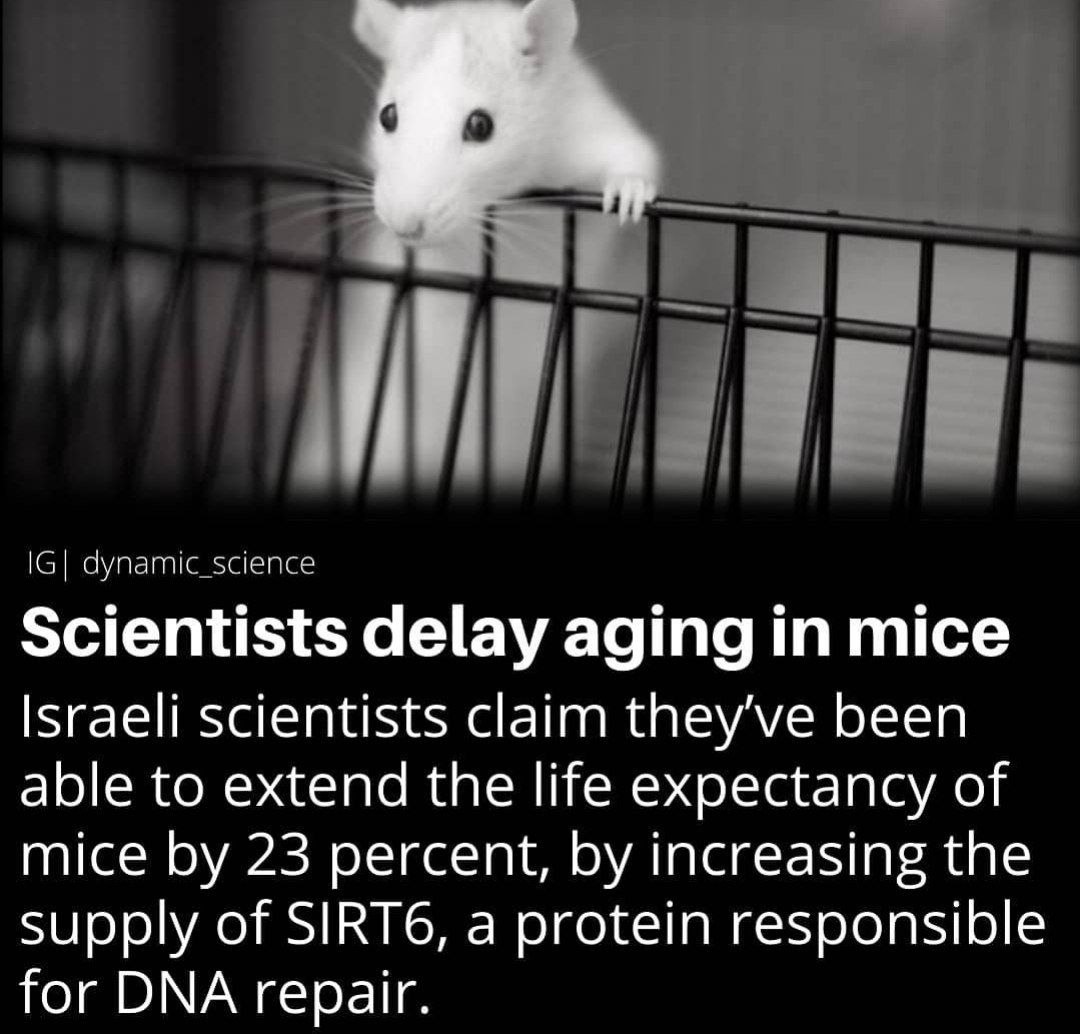 IG| dynamic_science
Scientists delay aging in mice
Israeli scientists claim they’ve been
able to extend the life expectancy of
mice by 23 percent, by increasing the
supply of SIRT6, a protein responsible
for DNA repair.